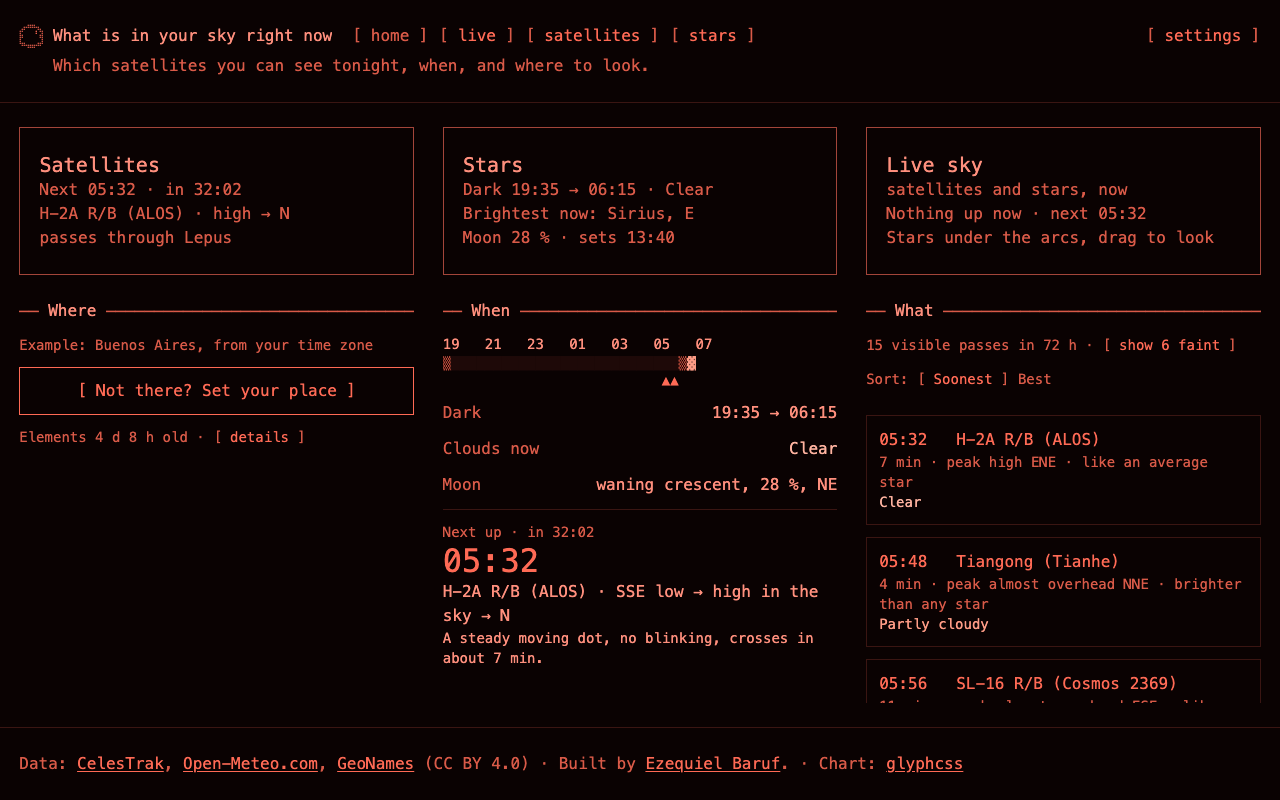 What is in your sky right now [ home ] [ live ] [ satellites ] [ stars ] [ settings ]
Which satellites you can see tonight, when, and where to look.
Satellites
Next 05:32 · in 32:02
H-2A R/B (ALOS) · high → N
passes through Lepus
Stars
Dark 19:35 → 06:15 · Clear
Brightest now: Sirius, E
Moon 28 % · sets 13:40
Live sky
satellites and stars, now
Nothing up now · next 05:32
Stars under the arcs, drag to look
Where
Example: Buenos Aires, from your time zone
[ Not there? Set your place ]
Elements 4 d 8 h old · [ details ]
When
19 21 23 01 03 05 07
Dark 19:35 → 06:15
Clouds now Clear
Moon waning crescent, 28 %, NE
Next up · in 32:02
05:32
H-2A R/B (ALOS) · SSE low → high in the
sky → N
A steady moving dot, no blinking, crosses in
about 7 min.
What
15 visible passes in 72 h · [ show 6 faint ]
Sort: [ Soonest ] Best
05:32 H-2A R/B (ALOS)
7 min · peak high ENE · like an average
star
Clear
05:48 Tiangong (Tianhe)
4 min · peak almost overhead NNE · brighter
than any star
Partly cloudy
05:56 SL-16 R/B (Cosmos 2369)
Data: CelesTrak, Open-Meteo.com, GeoNames (CC BY 4.0) · Built by Ezequiel Baruf. · Chart: glyphcss